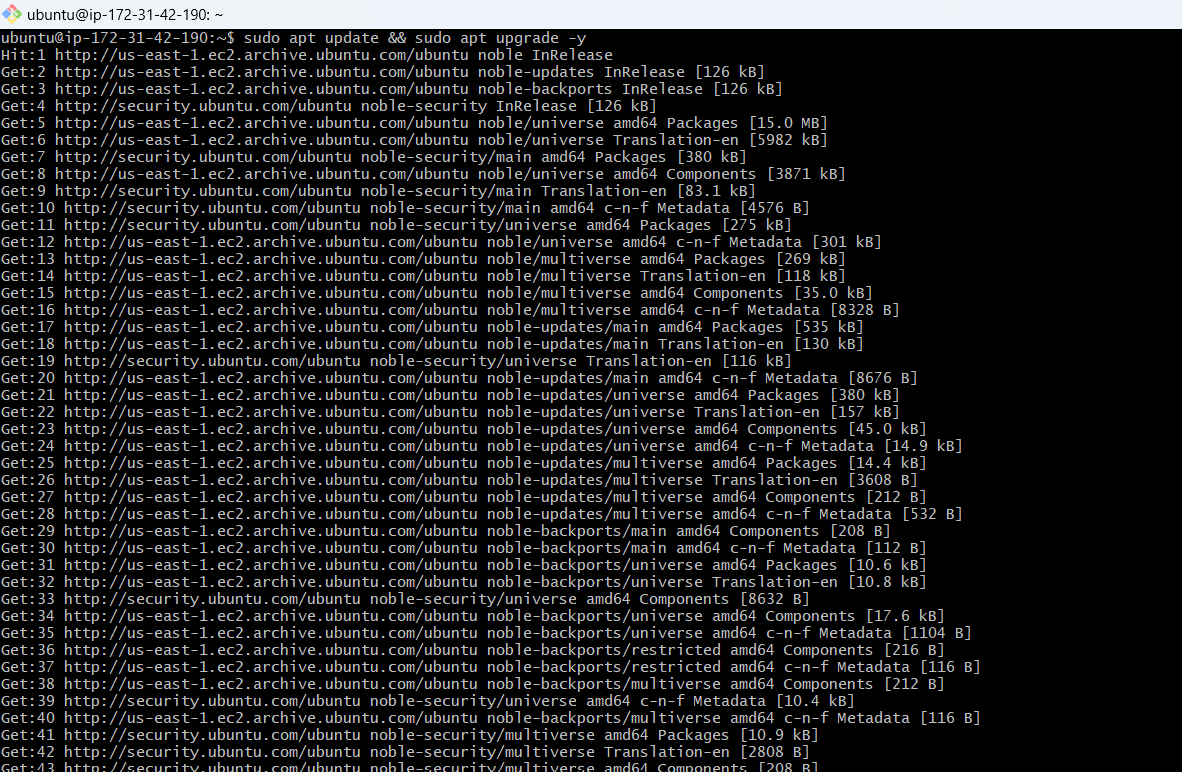 ubuntu@ip-172-31-42-190: ~
ubuntu@ip-172-31-42-190:~$ sudo apt update && sudo apt upgrade -y
Hit:1 http://us-east-1.ec2.archive.ubuntu.com/ubuntu noble InRelease
Get:2 http://us-east-1.ec2.archive.ubuntu.com/ubuntu noble-updates InRelease [126 kB]
Get:3 http://us-east-1.ec2.archive.ubuntu.com/ubuntu noble-backports InRelease [126 kB]
Get:4 http://security.ubuntu.com/ubuntu noble-security InRelease [126 kB]
Get:5 http://us-east-1.ec2.archive.ubuntu.com/ubuntu noble/universe amd64 Packages [15.0 MB]
Get:6 http://us-east-1.ec2.archive.ubuntu.com/ubuntu noble/universe Translation-en [5982 kB]
Get:7 http://security.ubuntu.com/ubuntu noble-security/main amd64 Packages [380 kB]
Get:8 http://us-east-1.ec2.archive.ubuntu.com/ubuntu noble/universe amd64 Components [3871 kB]
Get:9 http://security.ubuntu.com/ubuntu noble-security/main Translation-en [83.1 kB]
Get:10 http://security.ubuntu.com/ubuntu noble-security/main amd64 c-n-f Metadata [4576 B]
Get:11 http://security.ubuntu.com/ubuntu noble-security/universe amd64 Packages [275 kB]
Get:12 http://us-east-1.ec2.archive.ubuntu.com/ubuntu noble/universe amd64 c-n-f Metadata [301 kB]
Get:13 http://us-east-1.ec2.archive.ubuntu.com/ubuntu noble/multiverse amd64 Packages [269 kB]
Get:14 http://us-east-1.ec2.archive.ubuntu.com/ubuntu noble/multiverse Translation-en [118 kB]
Get:15 http://us-east-1.ec2.archive.ubuntu.com/ubuntu noble/multiverse amd64 Components [35.0 kB]
Get:16 http://us-east-1.ec2.archive.ubuntu.com/ubuntu noble/multiverse amd64 c-n-f Metadata [8328 B]
Get:17 http://us-east-1.ec2.archive.ubuntu.com/ubuntu noble-updates/main amd64 Packages [535 kB]
Get:18 http://us-east-1.ec2.archive.ubuntu.com/ubuntu noble-updates/main Translation-en [130 kB]
Get:19 http://security.ubuntu.com/ubuntu noble-security/universe Translation-en [116 kB]
Get:20 http://us-east-1.ec2.archive.ubuntu.com/ubuntu noble-updates/main amd64 c-n-f Metadata [8676 B]
Get:21 http://us-east-1.ec2.archive.ubuntu.com/ubuntu noble-updates/universe amd64 Packages [380 kB]
Get:22 http://us-east-1.ec2.archive.ubuntu.com/ubuntu noble-updates/universe Translation-en [157 kB]
Get:23 http://us-east-1.ec2.archive.ubuntu.com/ubuntu noble-updates/universe amd64 Components [45.0 kB]
Get:24 http://us-east-1.ec2.archive.ubuntu.com/ubuntu noble-updates/universe amd64 c-n-f Metadata [14.9 kB]
Get:25 http://us-east-1.ec2.archive.ubuntu.com/ubuntu noble-updates/multiverse amd64 Packages [14.4 kB]
Get:26 http://us-east-1.ec2.archive.ubuntu.com/ubuntu noble-updates/multiverse Translation-en [3608 B]
Get:27 http://us-east-1.ec2.archive.ubuntu.com/ubuntu noble-updates/multiverse amd64 Components [212 B]
Get:28 http://us-east-1.ec2.archive.ubuntu.com/ubuntu noble-updates/multiverse amd64 c-n-f Metadata [532 B]
Get:29 http://us-east-1.ec2.archive.ubuntu.com/ubuntu noble-backports/main amd64 Components [208 B]
Get:30 http://us-east-1.ec2.archive.ubuntu.com/ubuntu noble-backports/main amd64 c-n-f Metadata [112 B]
Get:31 http://us-east-1.ec2.archive.ubuntu.com/ubuntu noble-backports/universe amd64 Packages [10.6 kB]
Get:32 http://us-east-1.ec2.archive.ubuntu.com/ubuntu noble-backports/universe Translation-en [10.8 kB]
Get:33 http://security.ubuntu.com/ubuntu noble-security/universe amd64 Components [8632 B]
Get:34 http://us-east-1.ec2.archive.ubuntu.com/ubuntu noble-backports/universe amd64 Components [17.6 kB]
Get:35 http://us-east-1.ec2.archive.ubuntu.com/ubuntu noble-backports/universe amd64 c-n-f Metadata [1104 B]
Get:36 http://us-east-1.ec2.archive.ubuntu.com/ubuntu noble-backports/restricted amd64 Components [216 B]
Get:37 http://us-east-1.ec2.archive.ubuntu.com/ubuntu noble-backports/restricted amd64 c-n-f Metadata [116 B]
Get:38 http://us-east-1.ec2.archive.ubuntu.com/ubuntu noble-backports/multiverse amd64 Components [212 B]
Get:39 http://security.ubuntu.com/ubuntu noble-security/universe amd64 c-n-f Metadata [10.4 kB]
Get:40 http://us-east-1.ec2.archive.ubuntu.com/ubuntu noble-backports/multiverse amd64 c-n-f Metadata [116 B]
Get:41 http://security.ubuntu.com/ubuntu noble-security/multiverse amd64 Packages [10.9 kB]
Get:42 http://security.ubuntu.com/ubuntu noble-security/multiverse Translation-en [2808 B]
Get:43 http://security.ubuntu.com/ubuntu noble-security/multiverse amd64 Components [208 B]